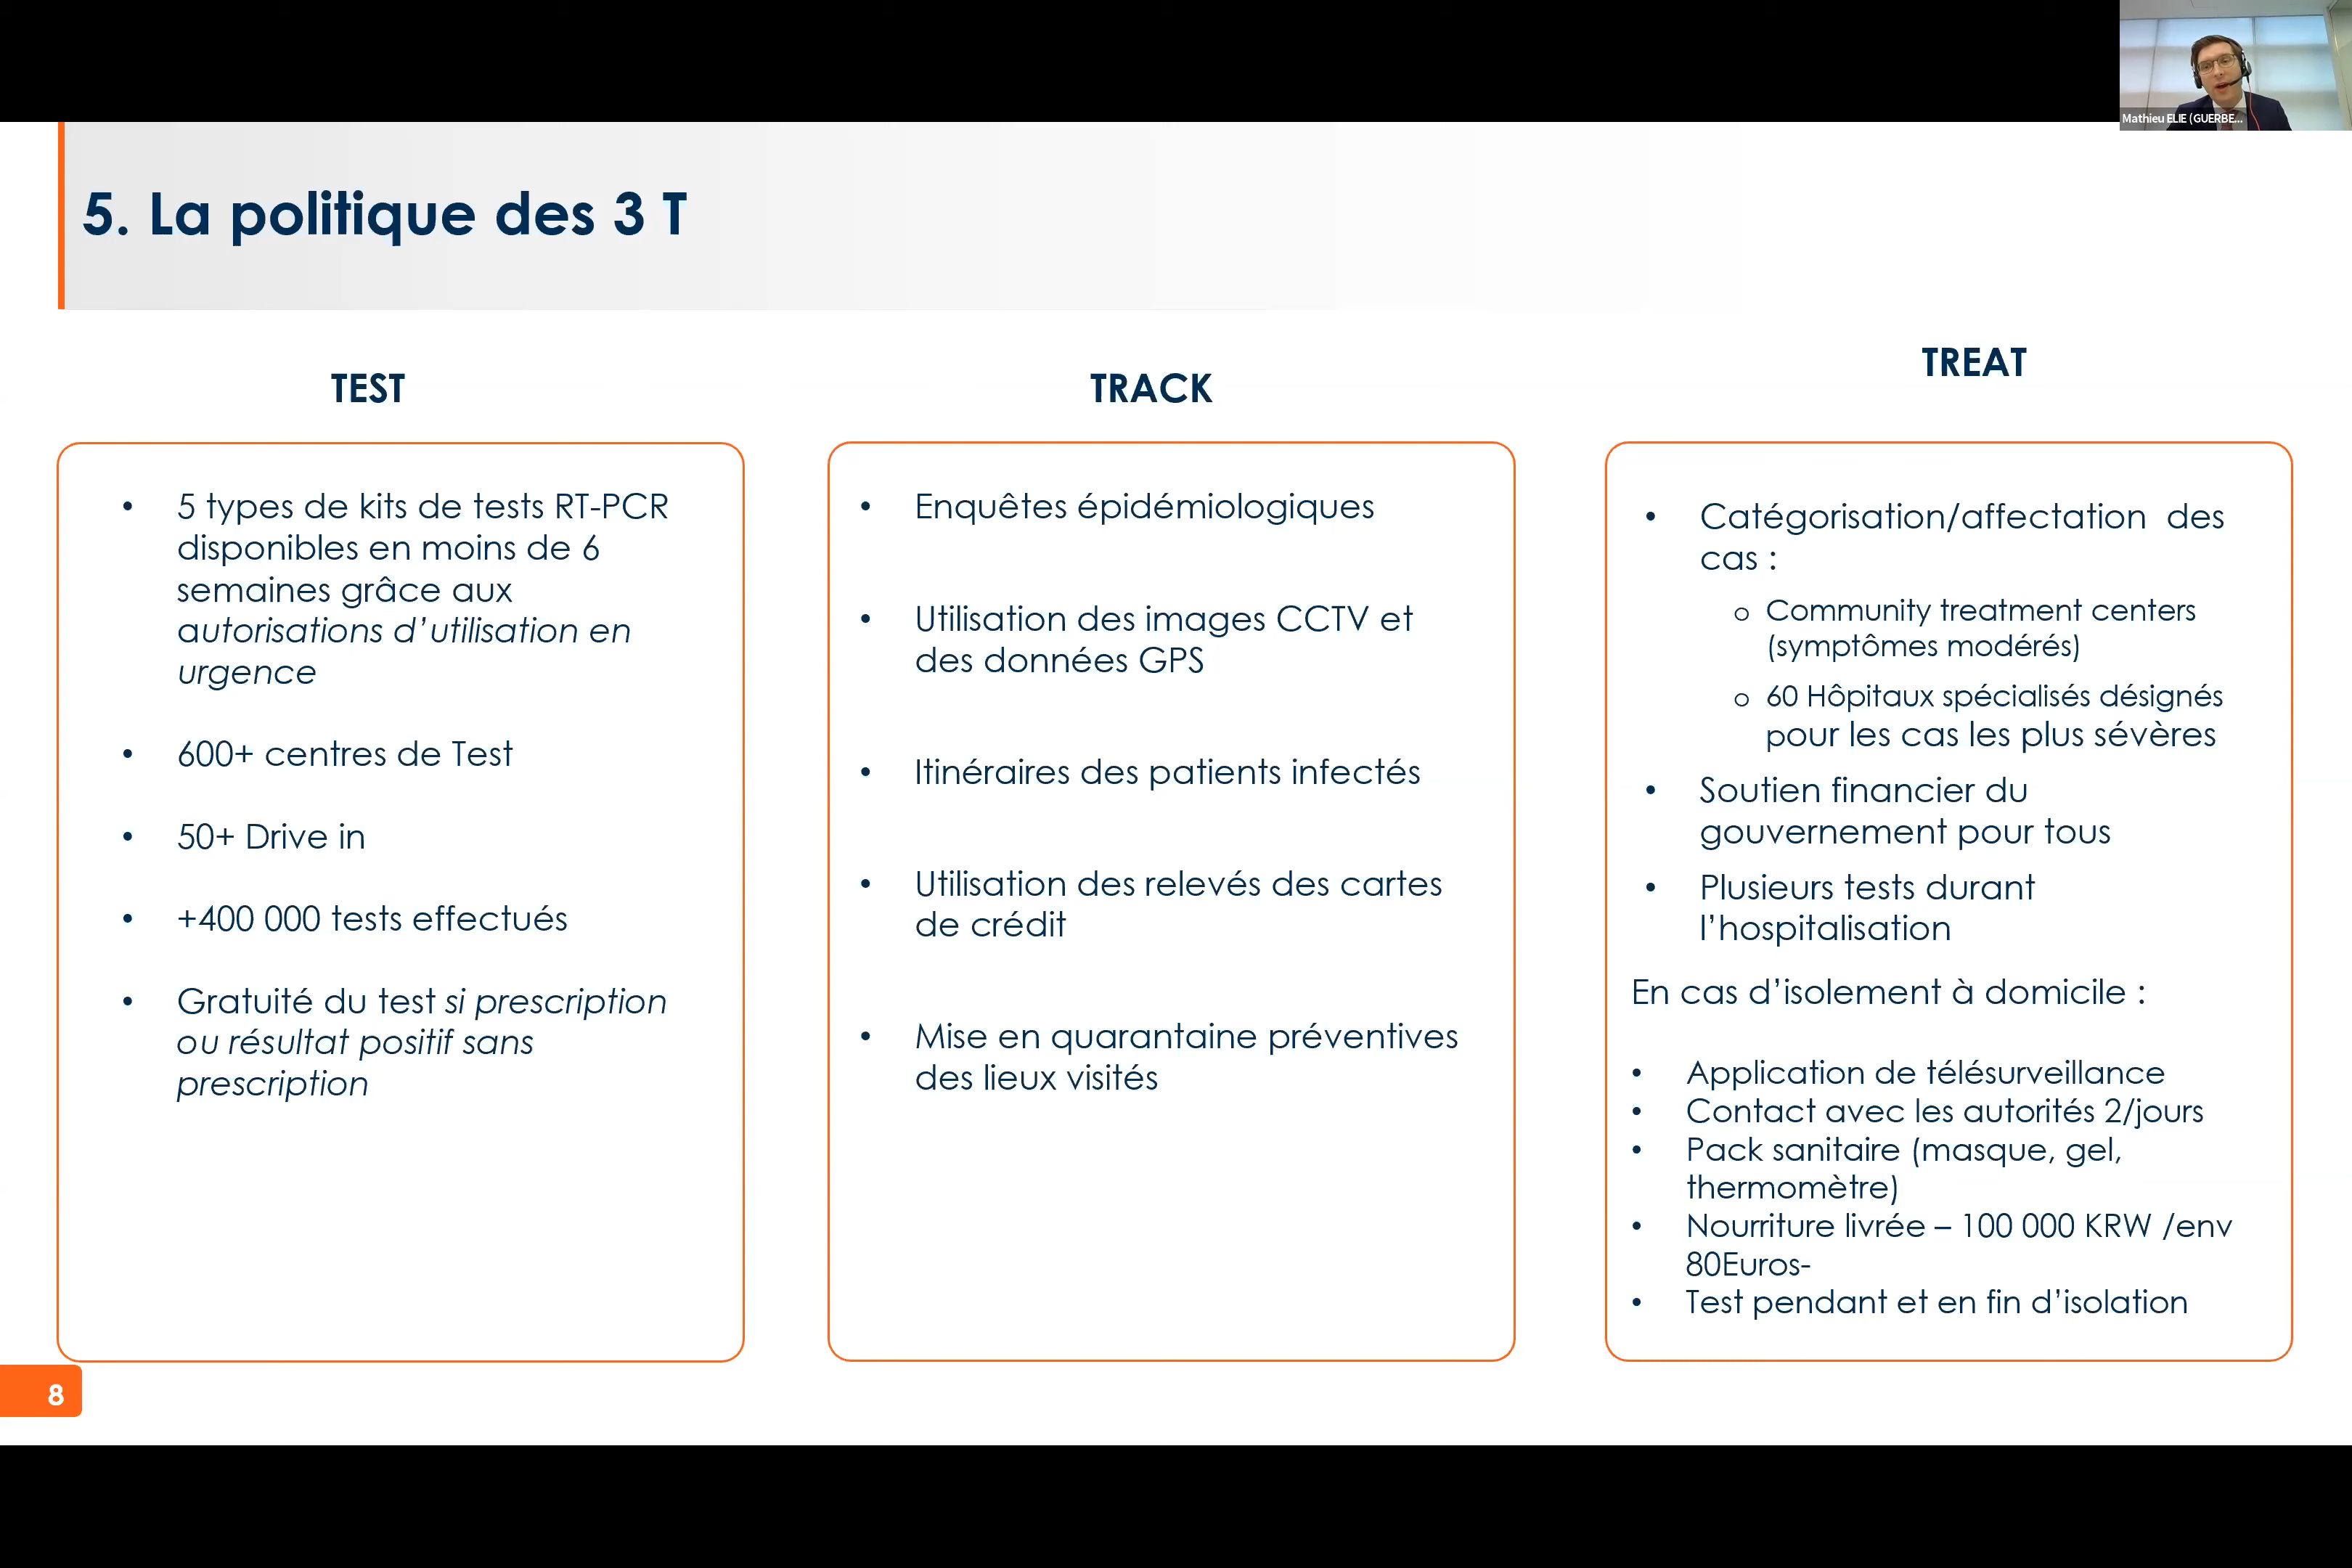 Mathieu ELIE (GUERBE...
5. La politique des 3 T
TEST
• 5 types de kits de tests RT-PCR
disponibles en moins de 6
semaines grâce aux
autorisations d’utilisation en
urgence
• 600+ centres de Test
• 50+ Drive in
• +400 000 tests effectués
• Gratuité du test si prescription
ou résultat positif sans
prescription
TRACK
• Enquêtes épidémiologiques
• Utilisation des images CCTV et
des données GPS
• Itinéraires des patients infectés
• Utilisation des relevés des cartes
de crédit
• Mise en quarantaine préventives
des lieux visités
TREAT
• Catégorisation/affectation des
cas :
o Community treatment centers
(symptômes modérés)
o 60 Hôpitaux spécialisés désignés
pour les cas les plus sévères
• Soutien financier du
gouvernement pour tous
• Plusieurs tests durant
l’hospitalisation
En cas d’isolement à domicile :
• Application de télésurveillance
• Contact avec les autorités 2/jours
• Pack sanitaire (masque, gel,
thermomètre)
• Nourriture livrée – 100 000 KRW /env
80Euros-
• Test pendant et en fin d’isolation
8